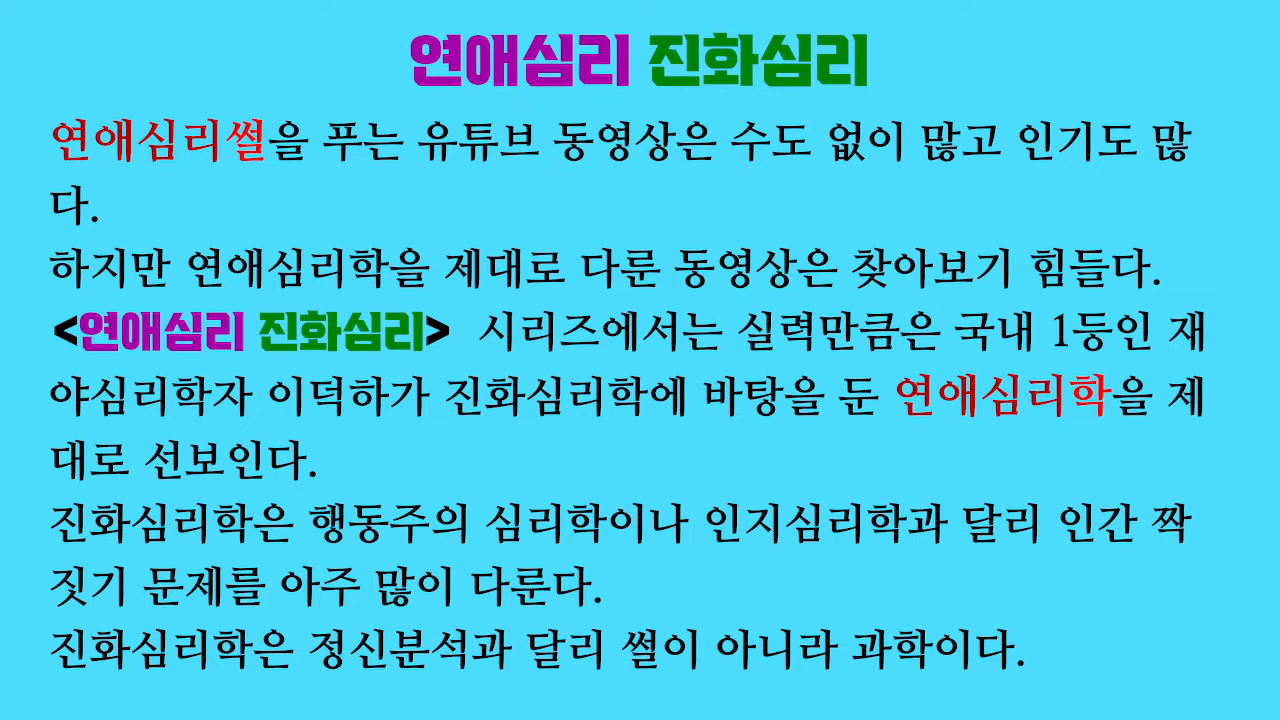 연애심리 진화심리
연애심리썰을 푸는 유튜브 동영상은 수도 없이 많고 인기도 많
다.
하지만 연애심리학을 제대로 다룬 동영상은 찾아보기 힘들다.
<연애심리 진화심리> 시리즈에서는 실력만큼은 국내 1등인 재
야심리학자 이덕하가 진화심리학에 바탕을 둔 연애심리학을 제
대로 선보인다.
진화심리학은 행동주의 심리학이나 인지심리학과 달리 인간 짝
짓기 문제를 아주 많이 다룬다.
진화심리학은 정신분석과 달리 썰이 아니라 과학이다.